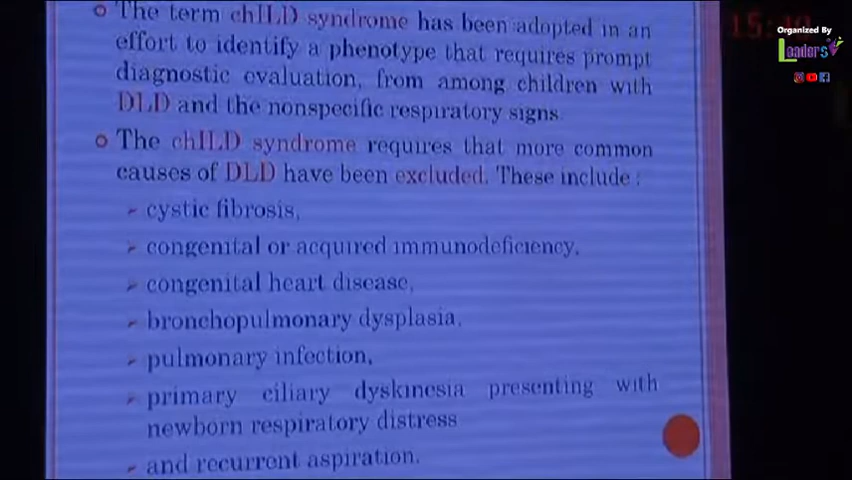 The term chILD syndrome has been adopted in an
effort to identify a phenotype that requires prompt
diagnostic evaluation, from among children with
DLD and the nonspecific respiratory signs
The chILD syndrome requires that more common
causes of DLD have been excluded. These include :
cystic fibrosis,
congenital or acquired immunodeficiency,
congenital heart disease,
bronchopulmonary dysplasia,
pulmonary infection,
primary ciliary dyskinesia presenting with
newborn respiratory distress
and recurrent aspiration.
Organized By
Leaders